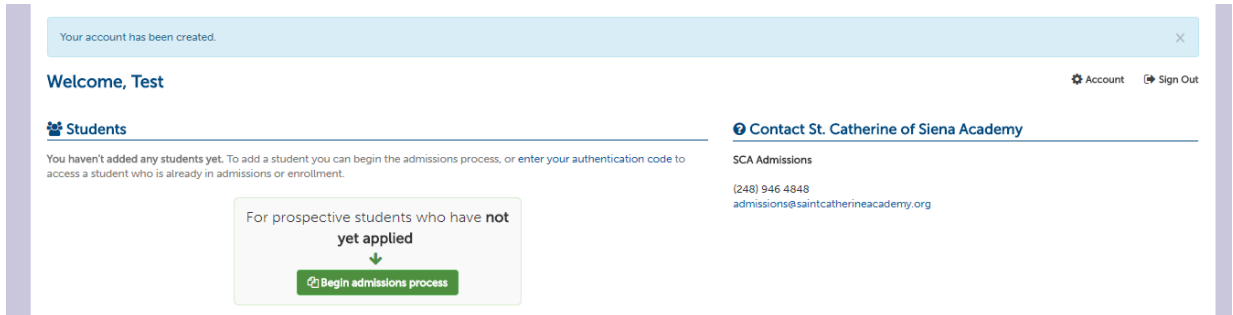 Your account has been created.
×
Welcome, Test
Account
Sign Out
Students
You haven't added any students yet. To add a student you can begin the admissions process, or enter your authentication code to
access a student who is already in admissions or enrollment.
For prospective students who have not
yet applied
Begin admissions process
Contact St. Catherine of Siena Academy
SCA Admissions
(248) 946 4848
admissions@saintcatherineacademy.org